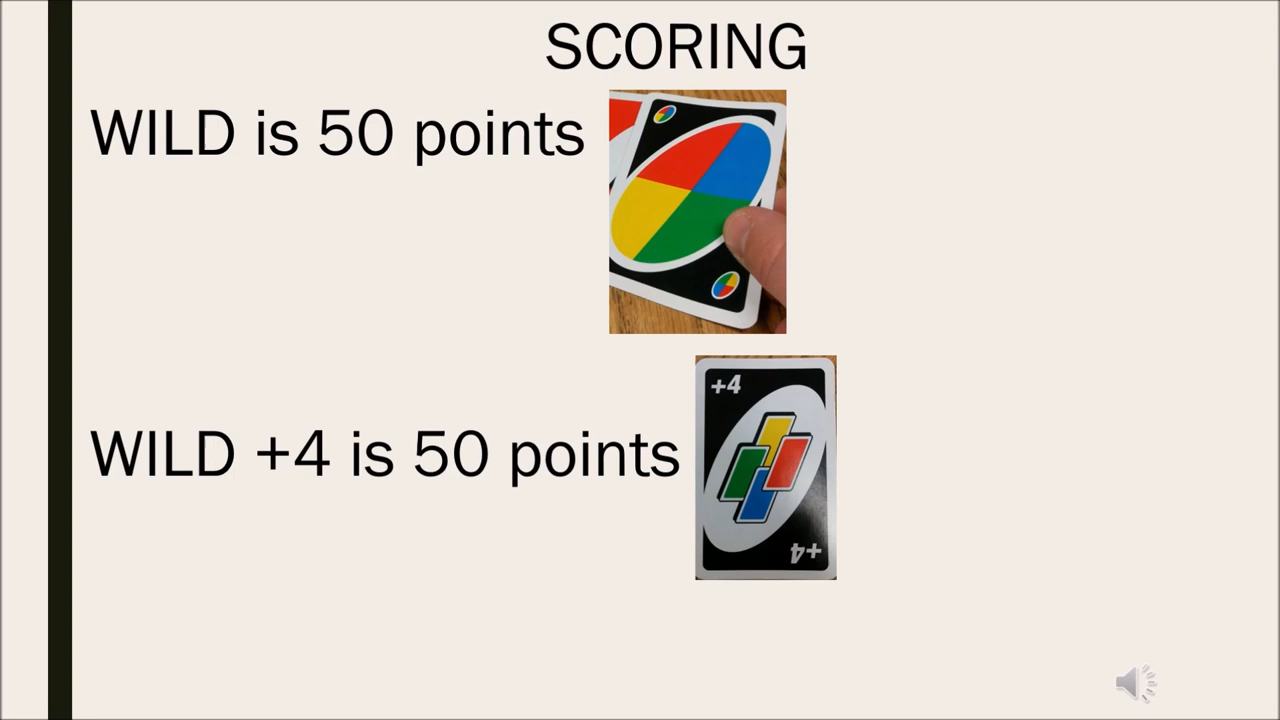 SCORING
WILD is 50 points
WILD +4 is 50 points
+4
+4